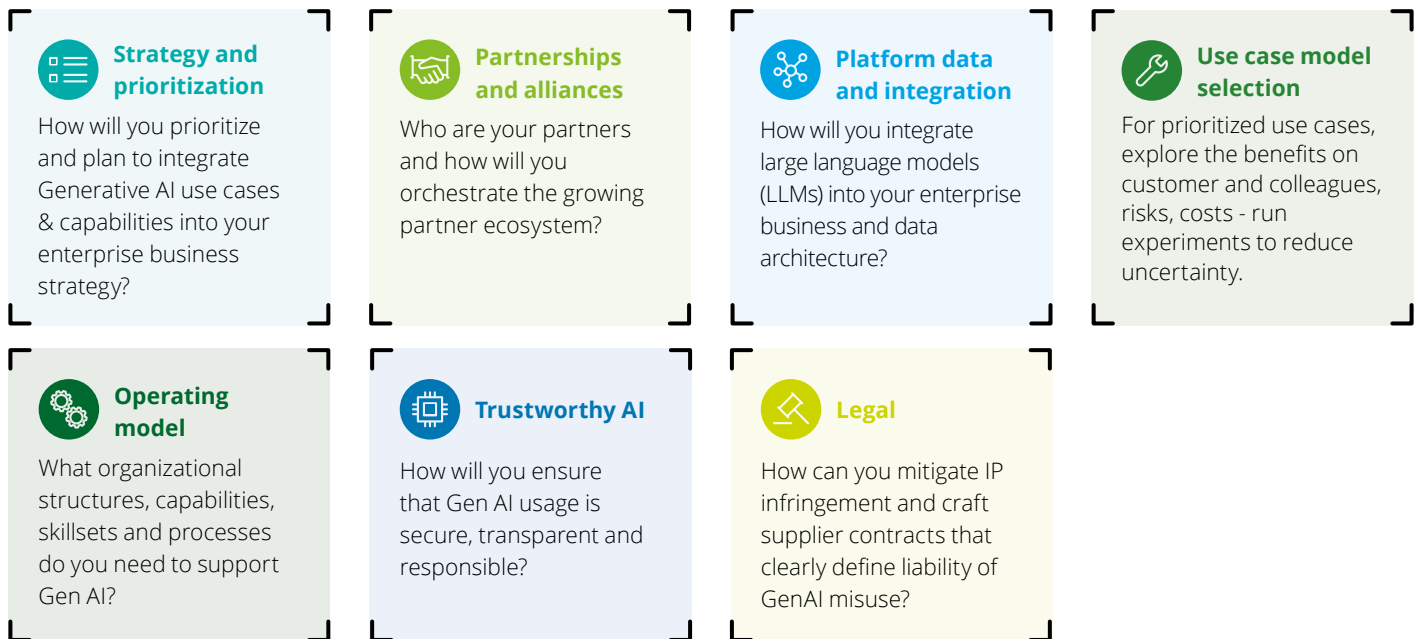 Strategy and
prioritization
How will you prioritize
and plan to integrate
Generative AI use cases
& capabilities into your
enterprise business
strategy?
Partnerships
and alliances
Who are your partners
and how will you
orchestrate the growing
partner ecosystem?
Platform data
and integration
How will you integrate
large language models
(LLMs) into your enterprise
business and data
architecture?
Use case model
selection
For prioritized use cases,
explore the benefits on
customer and colleagues,
risks, costs - run
experiments to reduce
uncertainty.
Operating
model
What organizational
structures, capabilities,
skillsets and processes
do you need to support
Gen AI?
Trustworthy AI
How will you ensure
that Gen AI usage is
secure, transparent and
responsible?
Legal
How can you mitigate IP
infringement and craft
supplier contracts that
clearly define liability of
GenAI misuse?